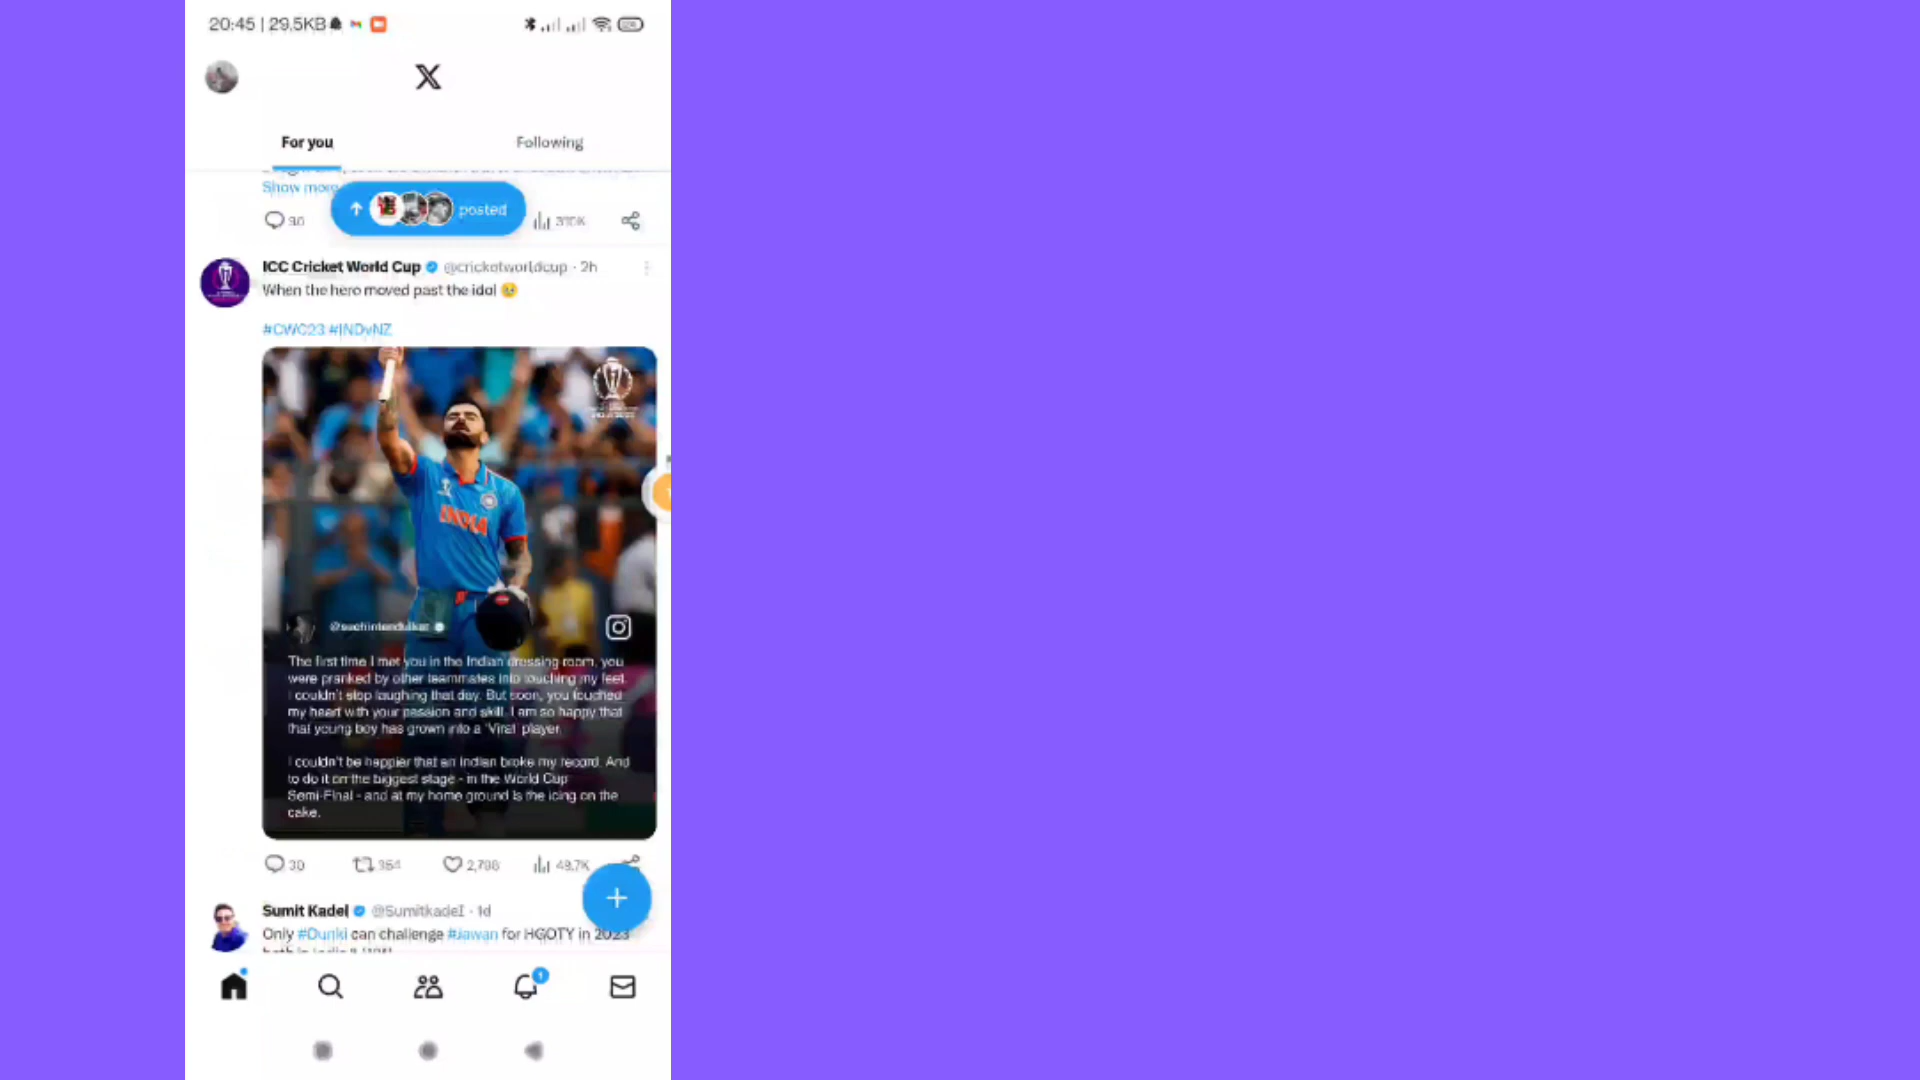 20:45 | 29.5KB
For you
Following
Show more
30
posted
ICC Cricket World Cup @cricketworldcup · 2h
When the hero moved past the idol 🥹
#CWC23 #INDvNZ
INDIA
@sachintendulkar
The first time I met you in the Indian dressing room, you
were pranked by other teammates into touching my feet.
I couldn't stop laughing that day. But soon, you touched
my heart with your passion and skill. I am so happy that
that young boy has grown into a 'Virat' player.
I couldn't be happier that an Indian broke my record. And
to do it on the biggest stage - in the World Cup
Semi-Final - and at my home ground is the icing on the
cake.
30
364
49.7K
Sumit Kadel @SumitkadeI · 1d
Only #Dunki can challenge #Jawan for HGOTY in 2023
1